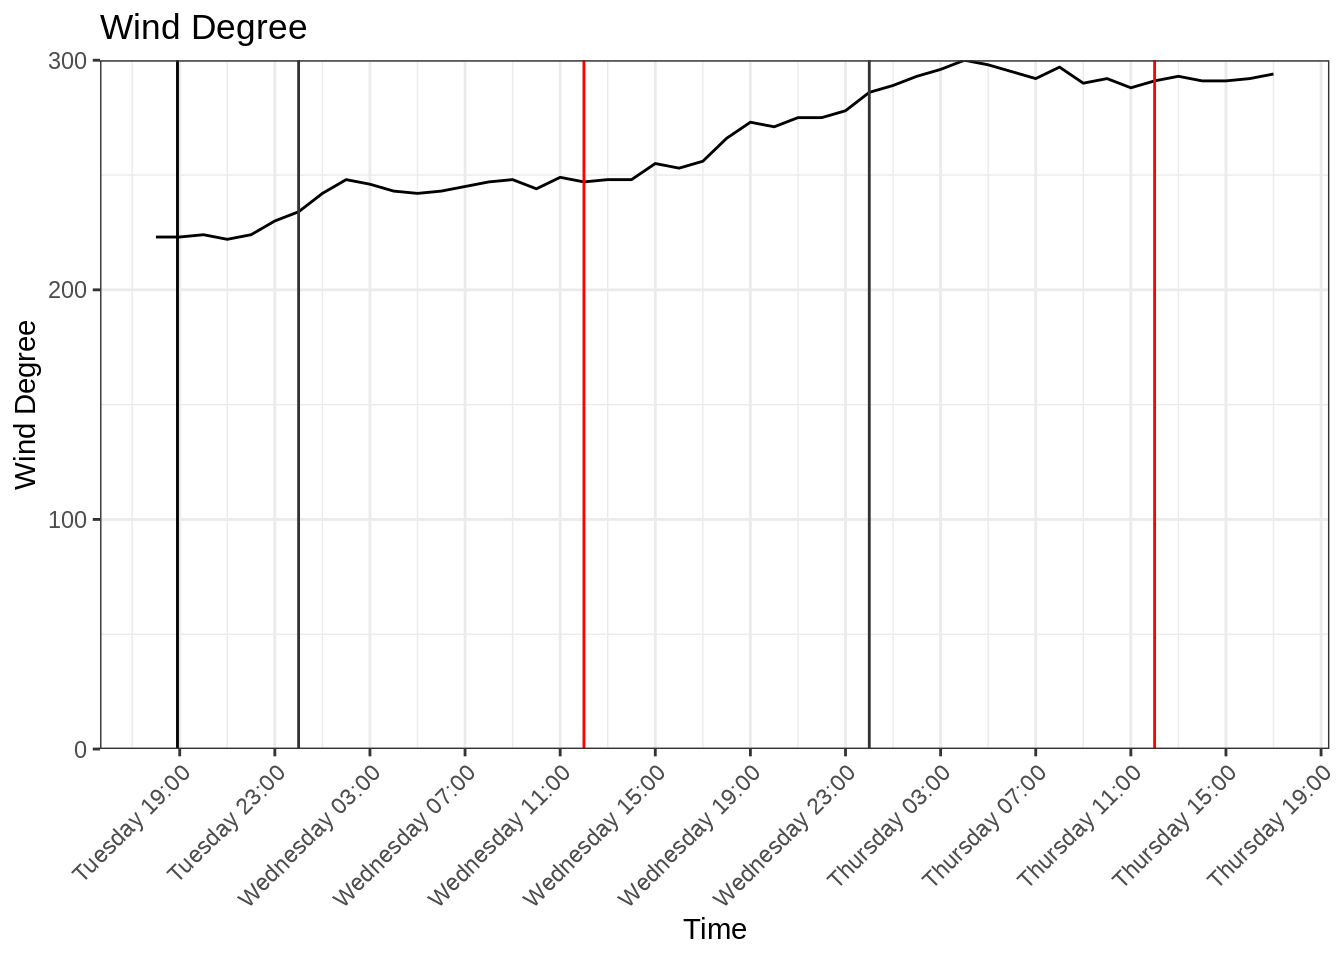 Wind Degree
300
200
100
0
Wind Degree
Tuesday 19:00
Tuesday 23:00
Wednesday 03:00
Wednesday 07:00
Wednesday 11:00
Wednesday 15:00
Wednesday 19:00
Wednesday 23:00
Thursday 03:00
Thursday 07:00
Thursday 11:00
Thursday 15:00
Thursday 19:00
Time